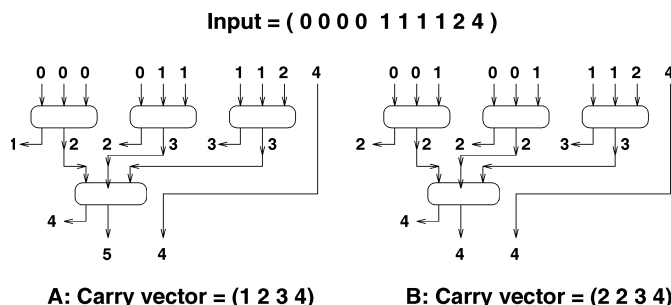 Input = ( 0 0 0 0 1 1 1 1 2 4 )
0 0 0 0 1 1 1 1 2 4 0 0 1 0 0 1 1 1 2 4
1 2 2 3 3 3 2 2 2 2 3 3
4 4
5 4 4 4
A: Carry vector = (1 2 3 4) B: Carry vector = (2 2 3 4)